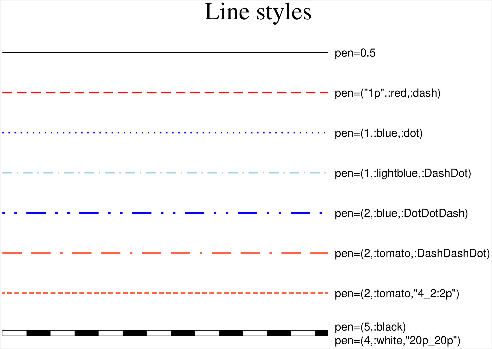 Line styles
pen=0.5
pen=("1p".:red,:dash)
pen=(1.:blue,:dot)
pen=(1.:lightblue,:DashDot)
pen=(2,:blue,:DotDotDash)
pen=(2,:tomato,:DashDashDot)
pen=(2,:tomato,"4_2:2p")
pen=(5,:black)
pen=(4,:white,"20p_20p")